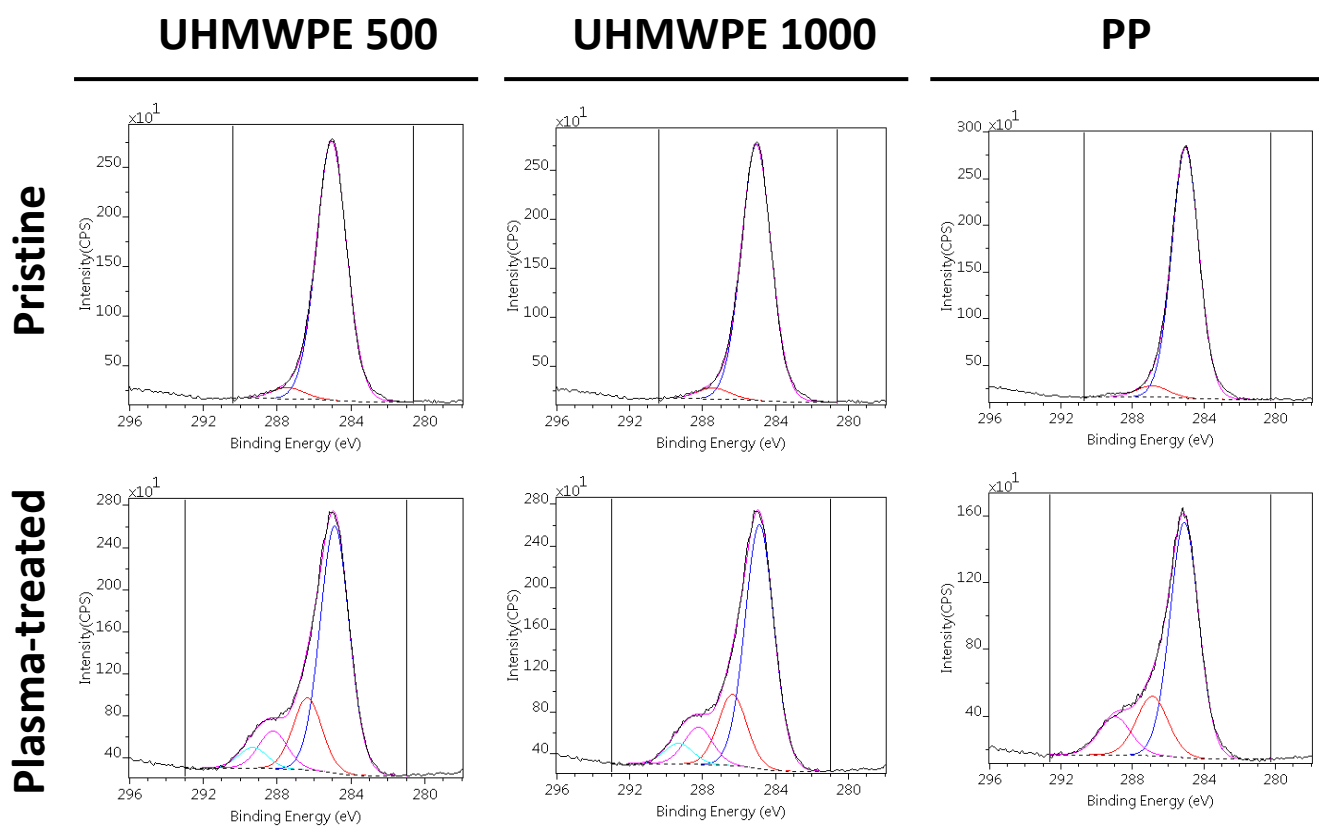 UHMWPE 500
UHMWPE 1000
PP
Pristine
Plasma-treated
x10^1
250
200
150
100
50
Intensity(CPS)
296
292
288
284
280
Binding Energy (eV)
x10^1
250
200
150
100
50
Intensity(CPS)
296
292
288
284
280
Binding Energy (eV)
x10^1
300
250
200
150
100
50
Intensity(CPS)
296
292
288
284
280
Binding Energy (eV)
x10^1
280
240
200
160
120
80
40
Intensity(CPS)
296
292
288
284
280
Binding Energy (eV)
x10^1
280
240
200
160
120
80
40
Intensity(CPS)
296
292
288
284
280
Binding Energy (eV)
x10^1
160
120
80
40
Intensity(CPS)
296
292
288
284
280
Binding Energy (eV)